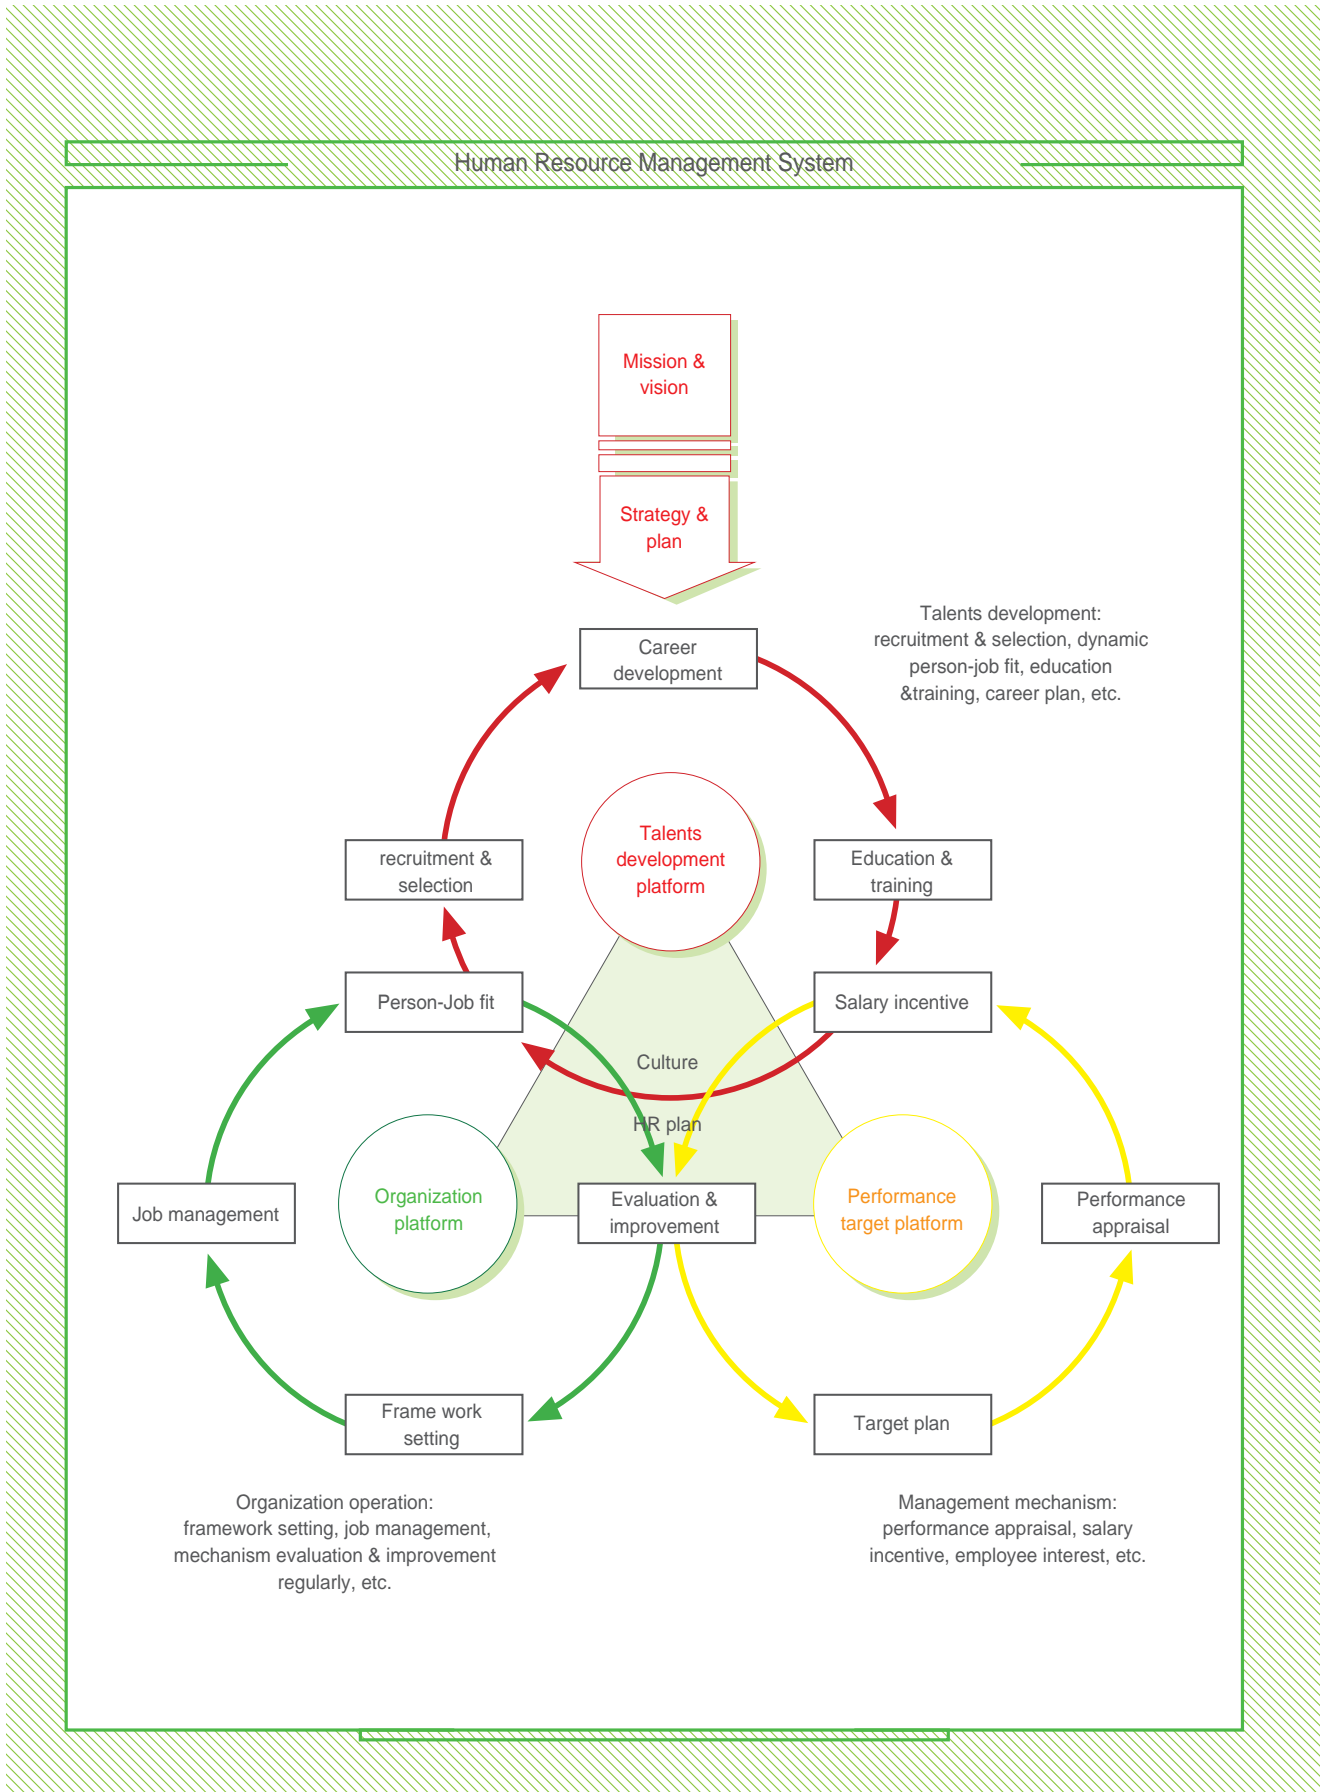 Human Resource Management System
Mission &
vision
Strategy &
plan
Talents development:
recruitment & selection, dynamic
person-job fit, education
&training, career plan, etc.
Career
development
Talents
development
platform
recruitment &
selection
Education &
training
Person-Job fit
Salary incentive
Culture
HR plan
Organization
platform
Evaluation &
improvement
Performance
target platform
Job management
Performance
appraisal
Frame work
setting
Target plan
Organization operation:
framework setting, job management,
mechanism evaluation & improvement
regularly, etc.
Management mechanism:
performance appraisal, salary
incentive, employee interest, etc.